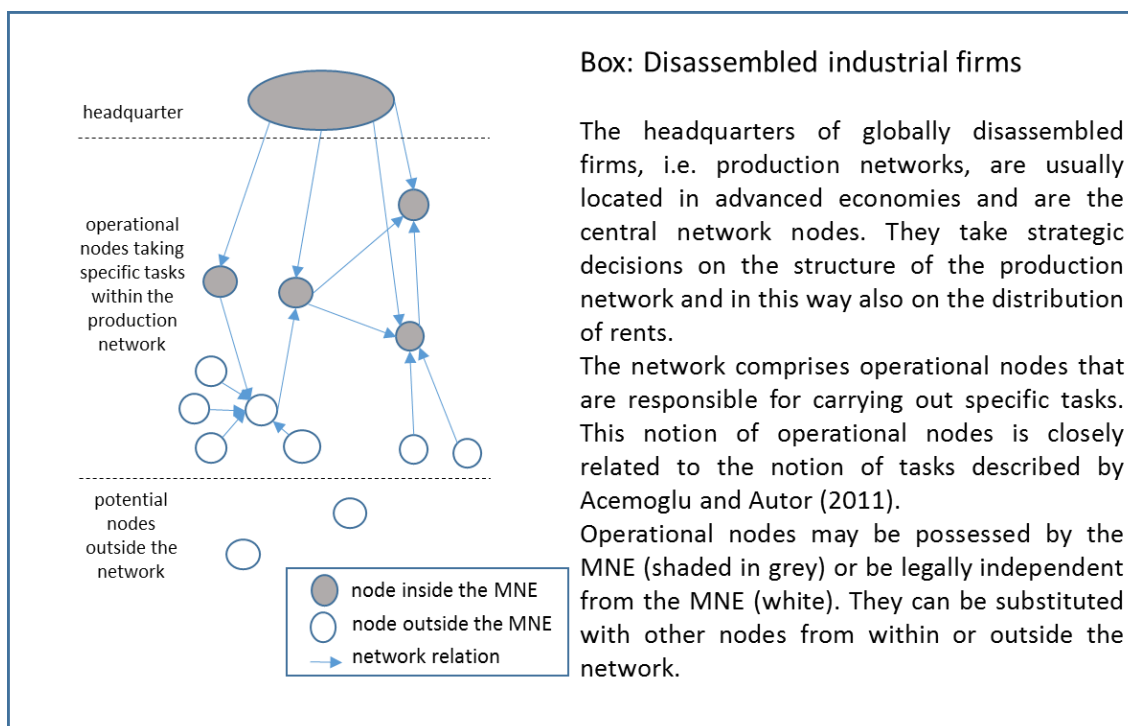 headquarter
operational
nodes taking
specific tasks
within the
production
network
potential
nodes
outside the
network
node inside the MNE
node outside the MNE
network relation
Box: Disassembled industrial firms
The headquarters of globally disassembled
firms, i.e. production networks, are usually
located in advanced economies and are the
central network nodes. They take strategic
decisions on the structure of the production
network and in this way also on the distribution
of rents.
The network comprises operational nodes that
are responsible for carrying out specific tasks.
This notion of operational nodes is closely
related to the notion of tasks described by
Acemoglu and Autor (2011).
Operational nodes may be possessed by the
MNE (shaded in grey) or be legally independent
from the MNE (white). They can be substituted
with other nodes from within or outside the
network.